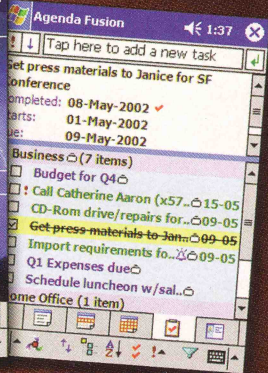 Agenda Fusion 1:37
! Tap here to add a new task
Get press materials to Janice for SF
Conference
ompleted: 08-May-2002
tarts: 01-May-2002
ue: 09-May-2002
Business (7 items)
Budget for Q4
! Call Catherine Aaron (x57.. 15-05
CD-Rom drive/repairs for.. 09-05
Get press materials to Jan.. 09-05
Import requirements fo.. 09-05
Q1 Expenses due
Schedule luncheon w/sal..
ome Office (1 item)